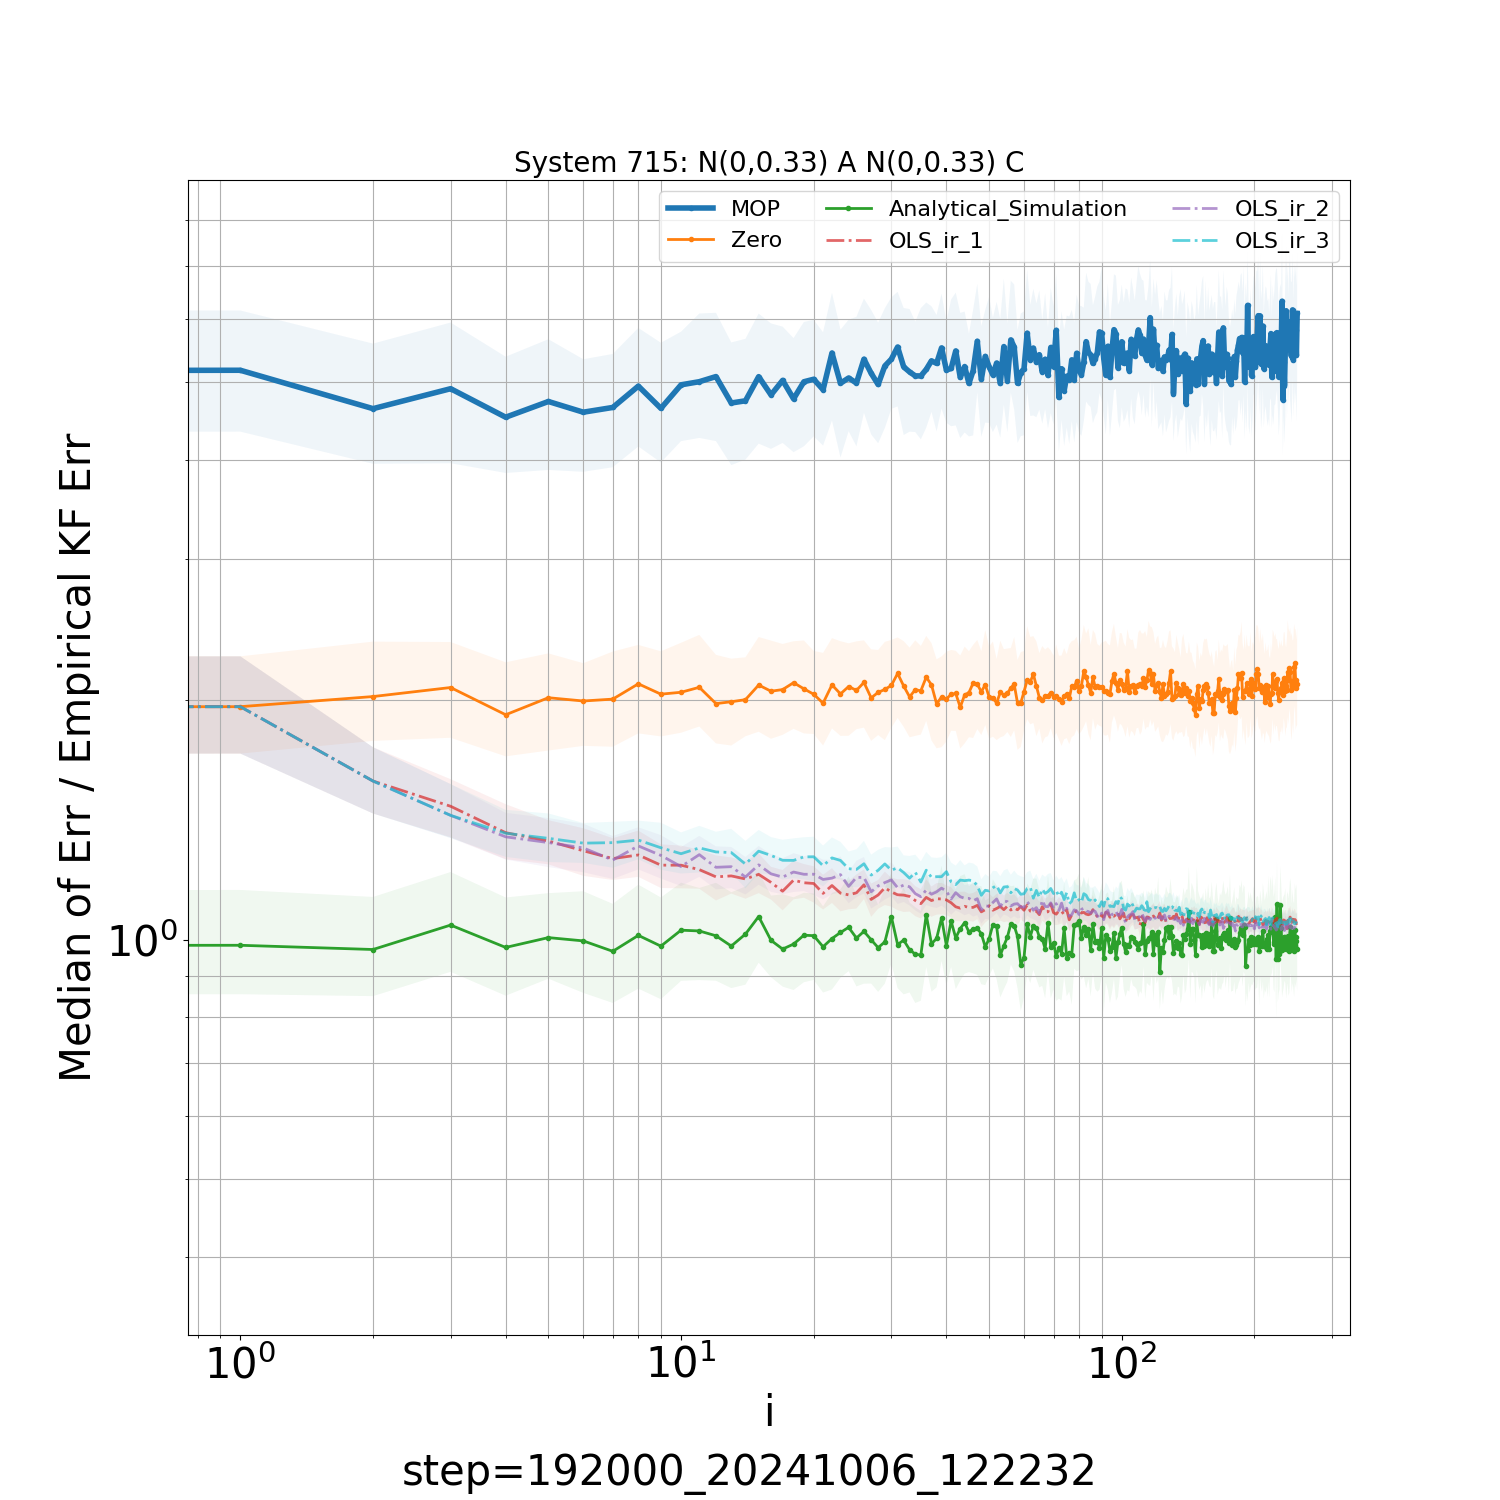 System 715: N(0,0.33) A N(0,0.33) C
MOP
Zero
Analytical_Simulation
OLS_ir_1
OLS_ir_2
OLS_ir_3
Median of Err / Empirical KF Err
10⁰
10⁰
10¹
10²
i
step=192000_20241006_122232